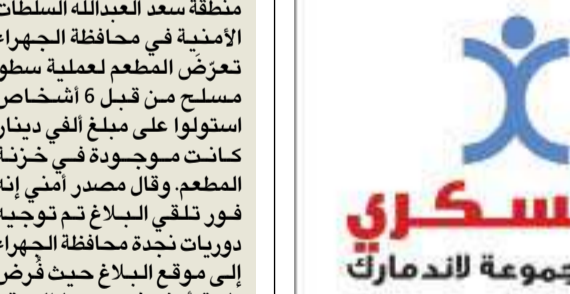 منطقة سعد العبدالله السلطات
الأمنية في محافظة الجهراء
تعرّضَ المطعم لعملية سطو
مسلح من قبل 6 أشخاص
استولوا على مبلغ ألفي دينار
كانت موجودة في خزنة
المطعم. وقال مصدر أمني إنه
فور تلقي البلاغ تم توجيه
دوريات نجدة محافظة الجهراء
إلى موقع البلاغ حيث فُرض
سكري
جموعة لاندمارك